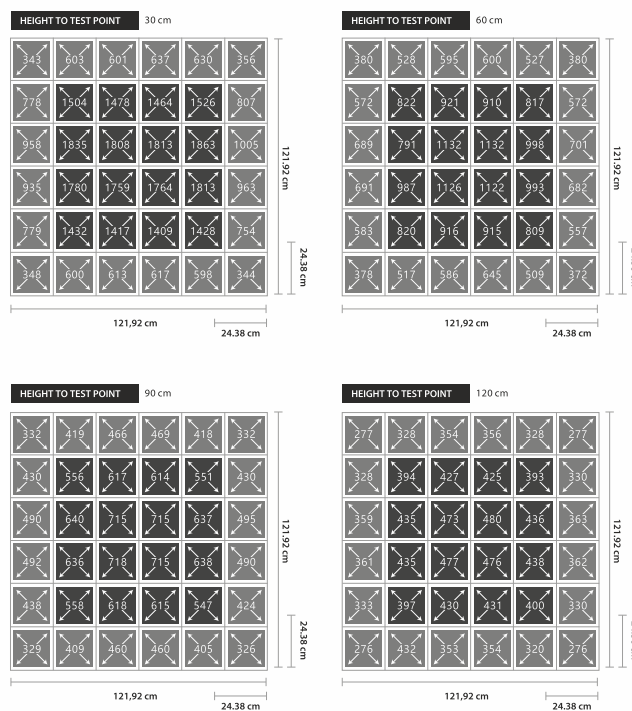 HEIGHT TO TEST POINT 30 cm
343 603 601 637 630 356
778 1504 1478 1464 1526 807
958 1835 1808 1813 1863 1005
935 1780 1759 1764 1813 963
779 1432 1417 1409 1428 754
348 600 613 617 598 344
121.92 cm
24.38 cm
121,92 cm
24.38 cm
HEIGHT TO TEST POINT 60 cm
380 528 595 600 527 380
572 822 921 910 817 572
689 791 1132 1132 998 701
691 987 1126 1122 993 682
583 820 916 915 809 557
378 517 586 645 509 372
121.92 cm
121,92 cm
24.38 cm
HEIGHT TO TEST POINT 90 cm
332 419 466 469 418 332
430 556 617 614 551 430
490 640 715 715 637 495
492 636 718 715 638 490
438 558 618 615 547 424
329 409 460 460 405 326
121.92 cm
24.38 cm
121,92 cm
24.38 cm
HEIGHT TO TEST POINT 120 cm
277 328 354 356 328 277
328 394 427 425 393 330
359 435 473 480 436 363
361 435 477 476 438 362
333 397 430 431 400 330
276 432 353 354 320 276
121.92 cm
121,92 cm
24.38 cm